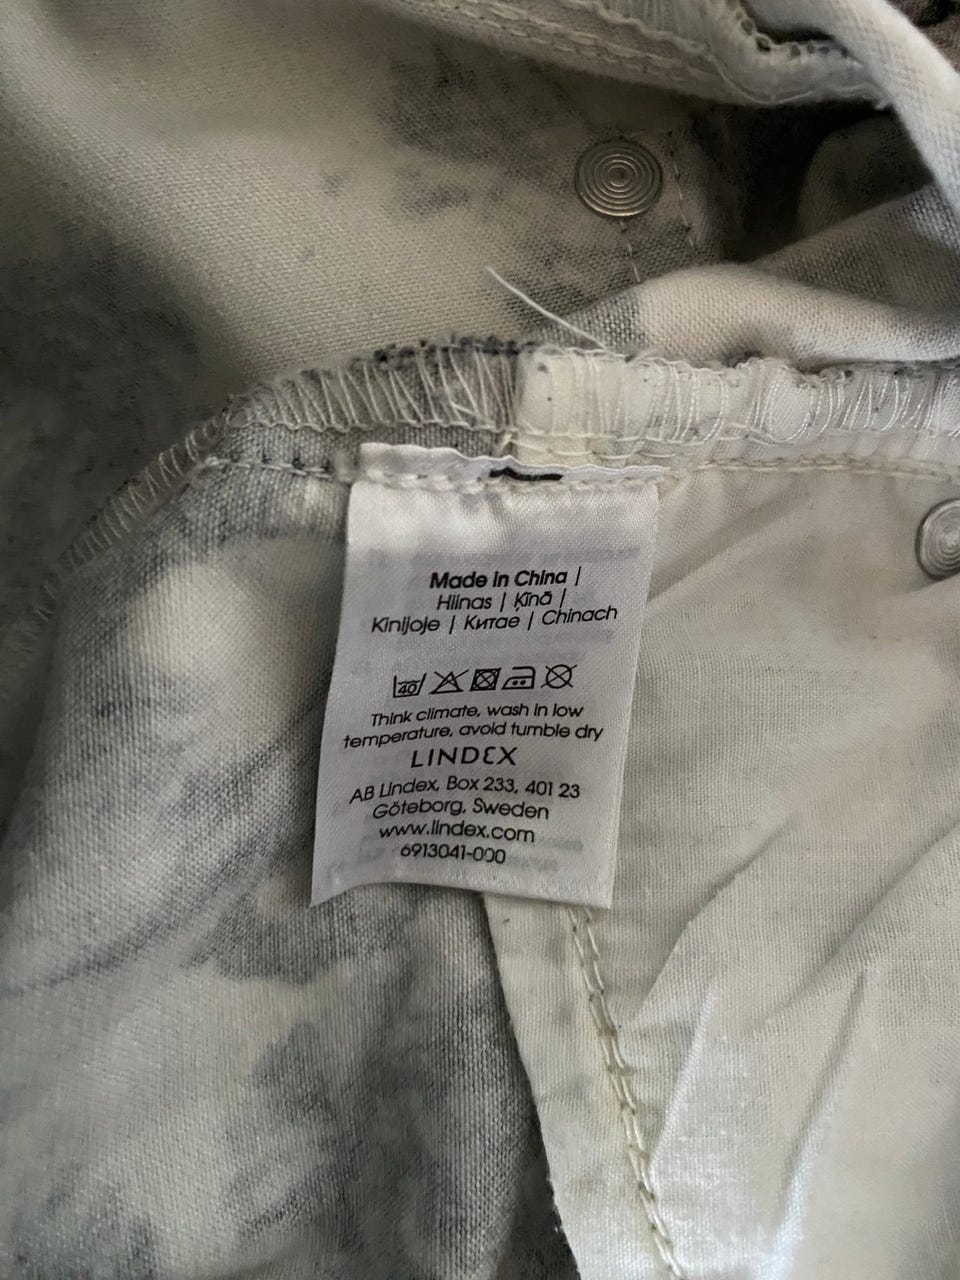 Made in China |
Hiinas | Ķīnā |
Kinijoje | Китае | Chinach
40
Think climate, wash in low
temperature, avoid tumble dry
LINDEX
AB Lindex, Box 233, 401 23
Göteborg, Sweden
www.lindex.com
6913041-000